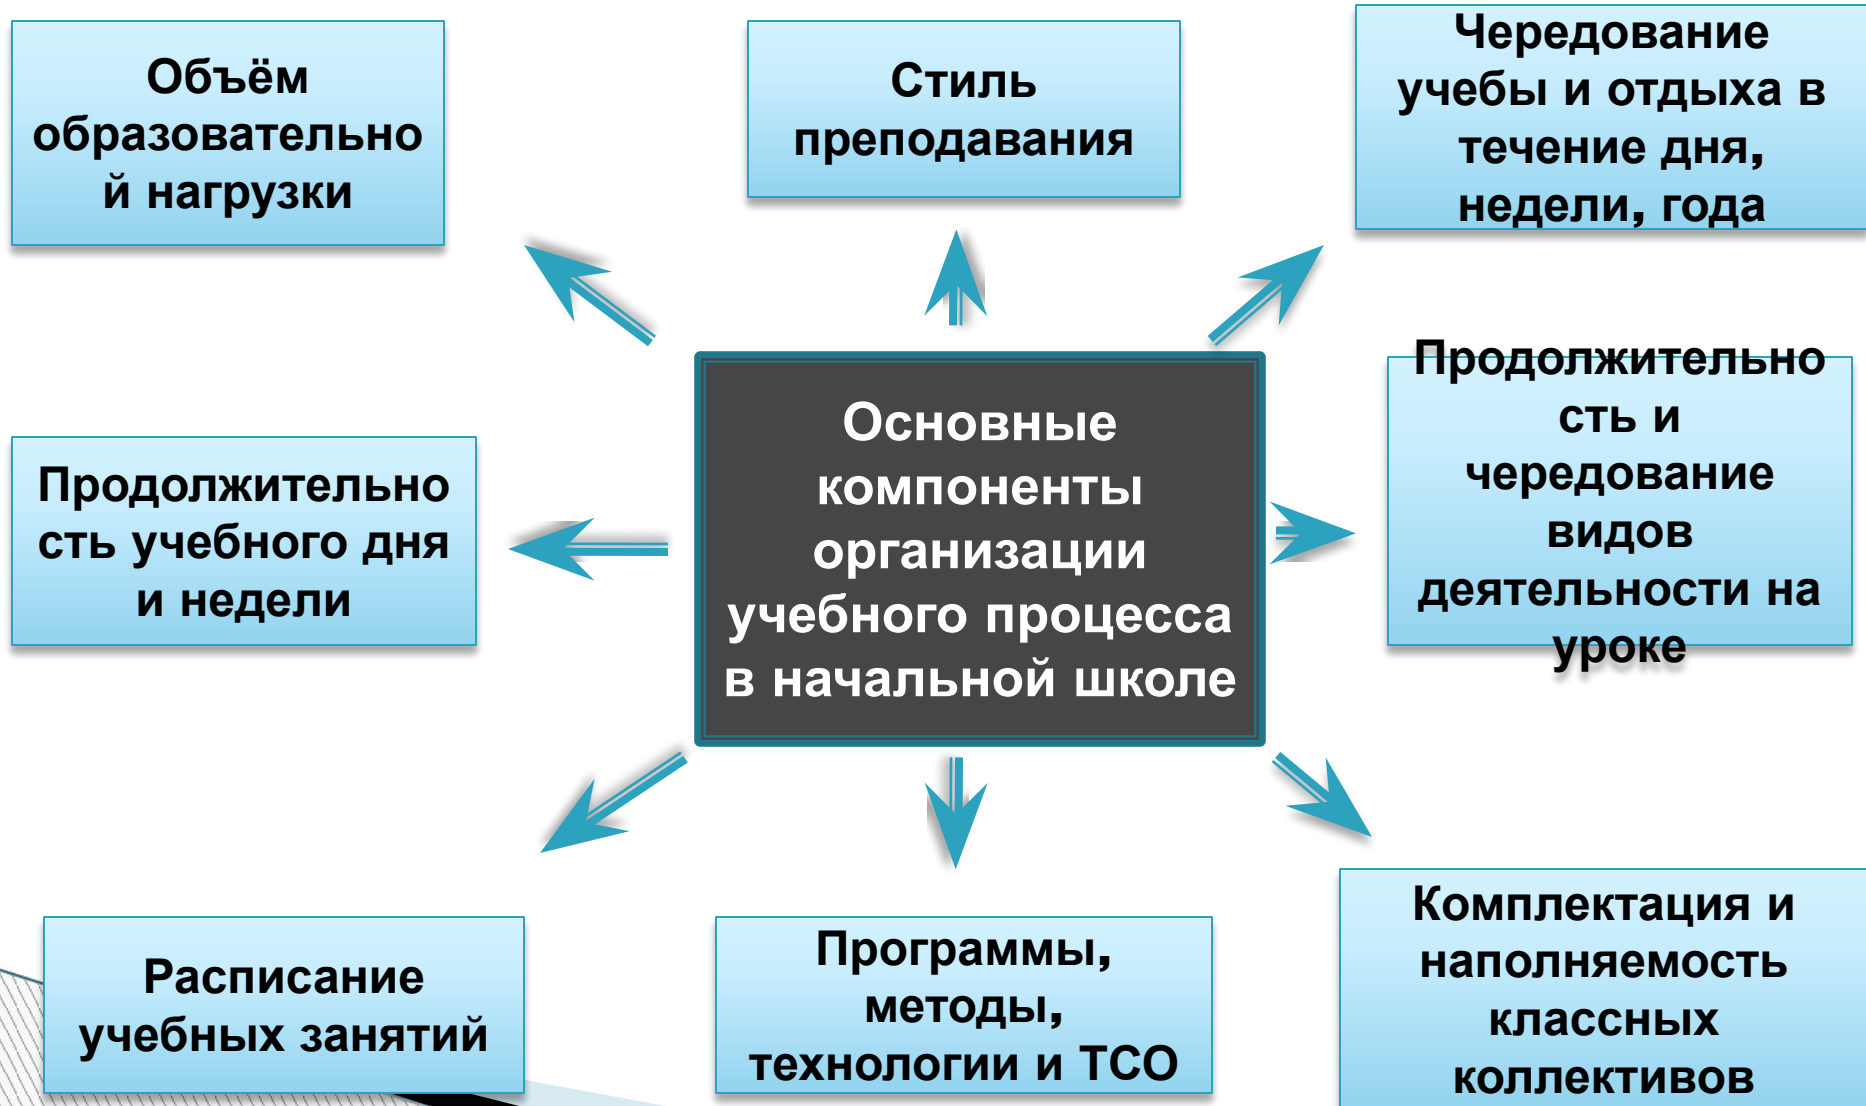 Объём
образовательно
й нагрузки
Стиль
преподавания
Чередование
учебы и отдыха в
течение дня,
недели, года
Продолжительно
сть учебного дня
и недели
Основные
компоненты
организации
учебного процесса
в начальной школе
Продолжительно
сть и
чередование
видов
деятельности на
уроке
Расписание
учебных занятий
Программы,
методы,
технологии и ТСО
Комплектация и
наполняемость
классных
коллективов